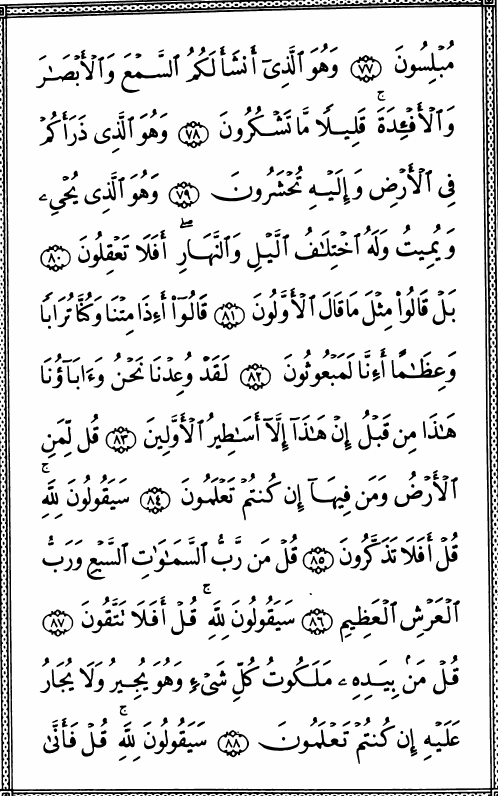 مُبْلِسُونَ ٧٧ وَهُوَ ٱلَّذِىٓ أَنشَأَ لَكُمُ ٱلسَّمْعَ وَٱلْأَبْصَـٰرَ
وَٱلْأَفْـِٔدَةَ ۚ قَلِيلًا مَّا تَشْكُرُونَ ٧٨ وَهُوَ ٱلَّذِى ذَرَأَكُمْ
فِى ٱلْأَرْضِ وَإِلَيْهِ تُحْشَرُونَ ٧٩ وَهُوَ ٱلَّذِى يُحْىِۦ
وَيُمِيتُ وَلَهُ ٱخْتِلَـٰفُ ٱلَّيْلِ وَٱلنَّهَارِ ۖ أَفَلَا تَعْقِلُونَ ٨٠
بَلْ قَالُوا۟ مِثْلَ مَا قَالَ ٱلْأَوَّلُونَ ٨١ قَالُوٓا۟ أَءِذَا مِتْنَا وَكُنَّا تُرَابًا
وَعِظَـٰمًا أَءِنَّا لَمَبْعُوثُونَ ٨٢ لَقَدْ وُعِدْنَا نَحْنُ وَءَابَآؤُنَا
هَـٰذَا مِن قَبْلُ إِنْ هَـٰذَآ إِلَّآ أَسَـٰطِيرُ ٱلْأَوَّلِينَ ٨٣ قُل لِّمَنِ
ٱلْأَرْضُ وَمَن فِيهَآ إِن كُنتُمْ تَعْلَمُونَ ٨٤ سَيَقُولُونَ لِلَّهِ ۚ
قُلْ أَفَلَا تَذَكَّرُونَ ٨٥ قُلْ مَن رَّبُّ ٱلسَّمَـٰوَٰتِ ٱلسَّبْعِ وَرَبُّ
ٱلْعَرْشِ ٱلْعَظِيمِ ٨٦ سَيَقُولُونَ لِلَّهِ ۚ قُلْ أَفَلَا تَتَّقُونَ ٨٧
قُلْ مَنۢ بِيَدِهِۦ مَلَكُوتُ كُلِّ شَىْءٍ وَهُوَ يُجِيرُ وَلَا يُجَارُ
عَلَيْهِ إِن كُنتُمْ تَعْلَمُونَ ٨٨ سَيَقُولُونَ لِلَّهِ ۚ قُلْ فَأَنَّىٰ